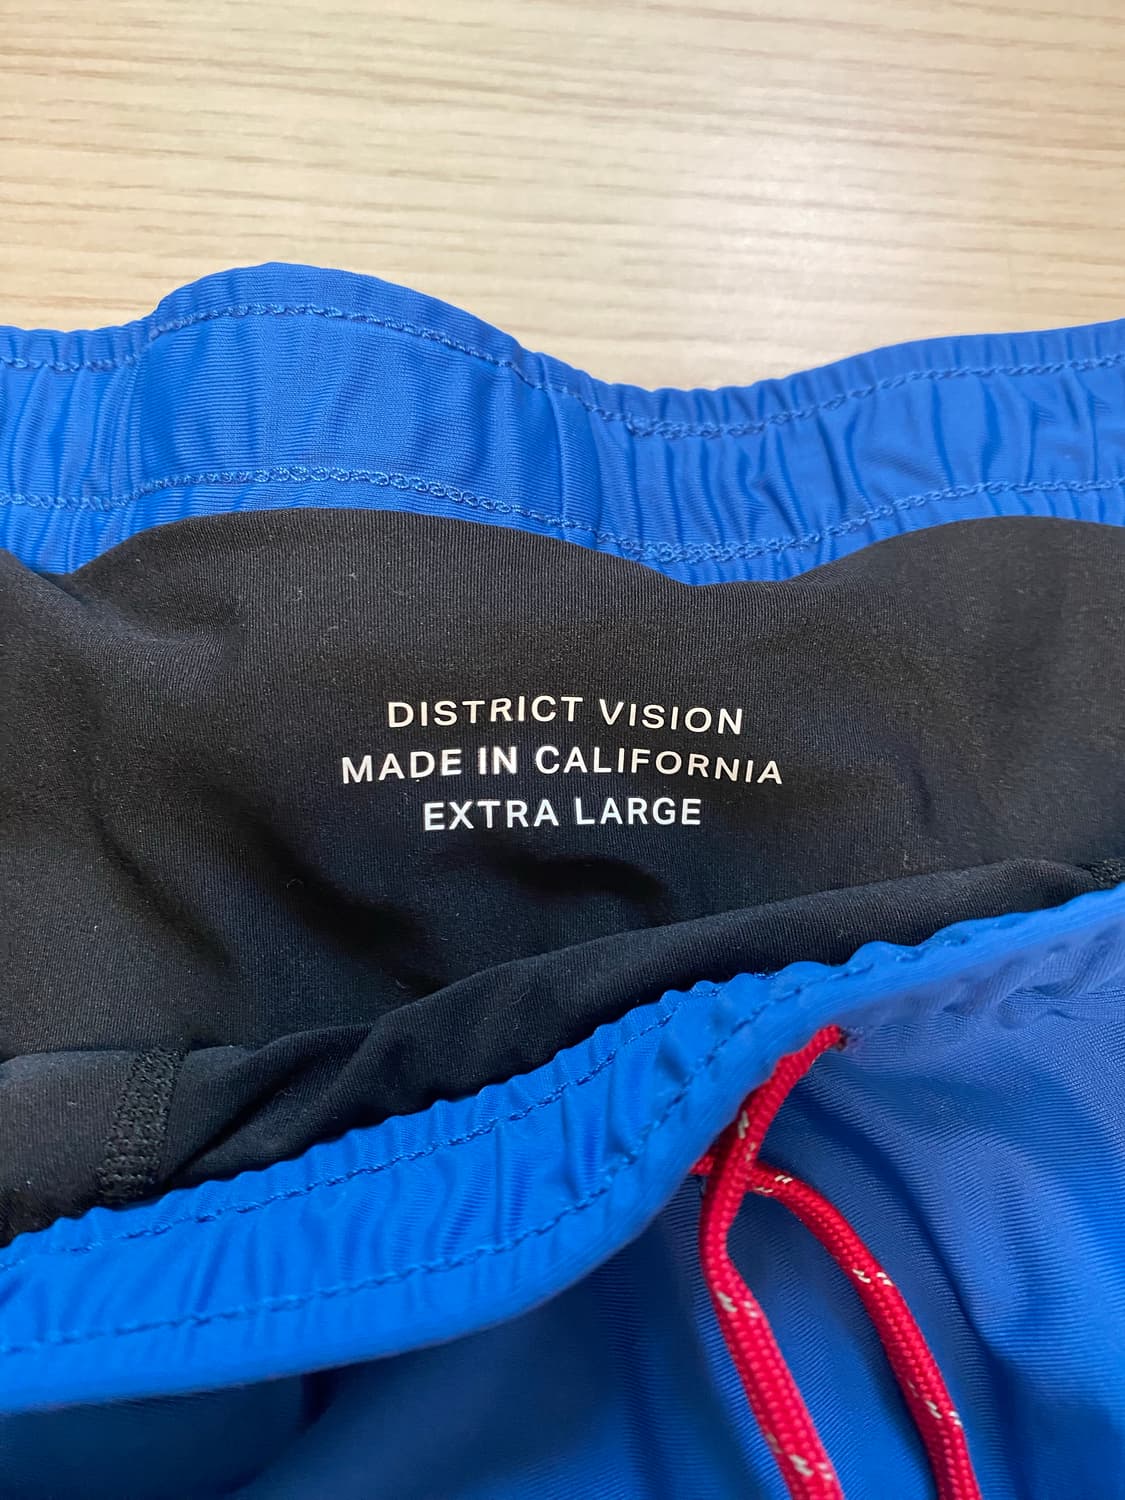 DISTRICT VISION
MADE IN CALIFORNIA
EXTRA LARGE